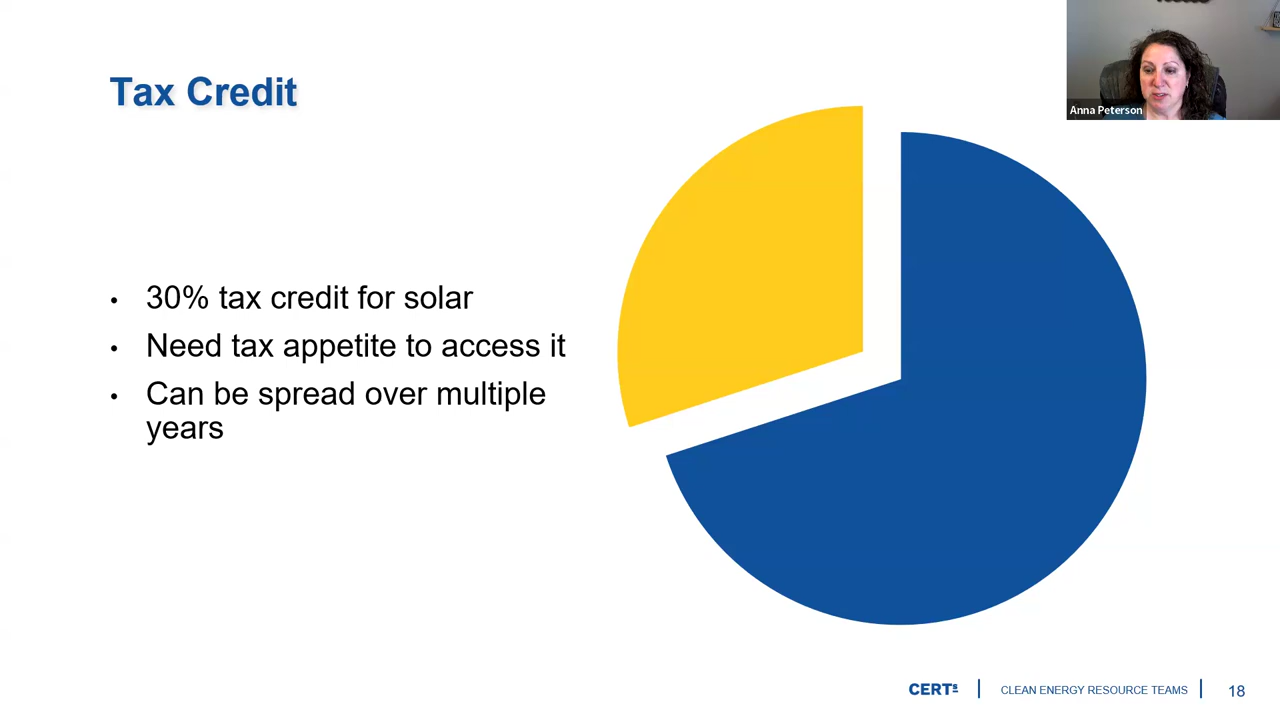 Tax Credit
Anna Peterson
• 30% tax credit for solar
• Need tax appetite to access it
• Can be spread over multiple
years
CERTs | CLEAN ENERGY RESOURCE TEAMS | 18